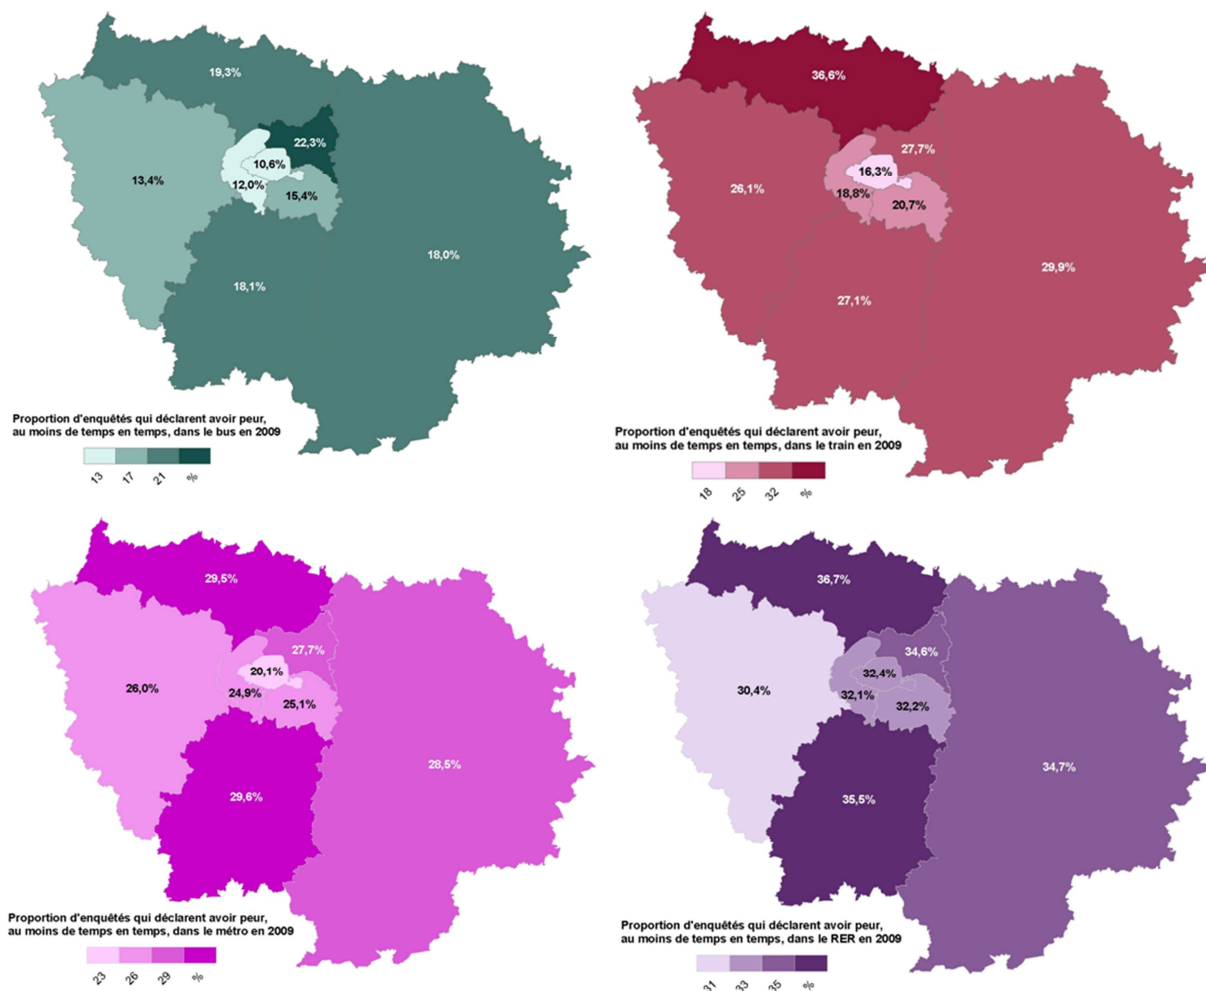 19,3%
22,3%
10,6%
13,4%
12,0%
15,4%
18,0%
18,1%
Proportion d'enquêtés qui déclarent avoir peur,
au moins de temps en temps, dans le bus en 2009
13 17 21 %
36,6%
27,7%
16,3%
26,1%
18,8%
20,7%
29,9%
27,1%
Proportion d'enquêtés qui déclarent avoir peur,
au moins de temps en temps, dans le train en 2009
18 25 32 %
29,5%
27,7%
20,1%
26,0%
24,9%
25,1%
28,5%
29,6%
Proportion d'enquêtés qui déclarent avoir peur,
au moins de temps en temps, dans le métro en 2009
23 26 29 %
36,7%
34,6%
32,4%
30,4%
32,1%
32,2%
34,7%
35,5%
Proportion d'enquêtés qui déclarent avoir peur,
au moins de temps en temps, dans le RER en 2009
31 33 35 %